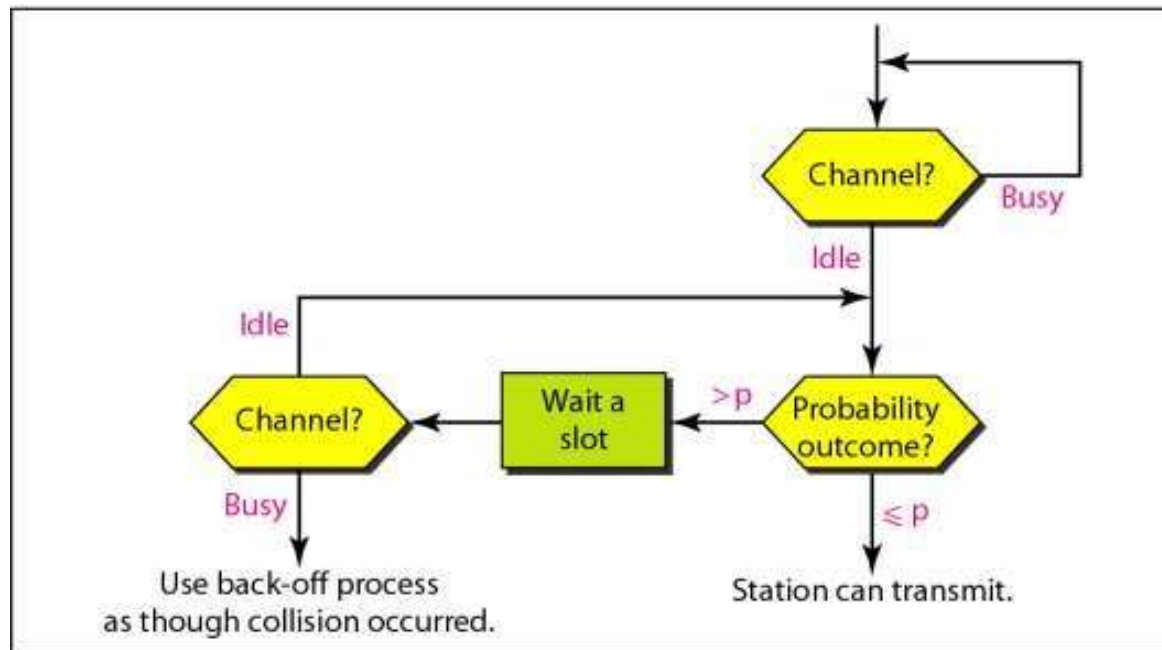 Channel?
Busy
Idle
Idle
Channel?
Wait a
slot
>p
Probability
outcome?
Busy
⩽ p
Use back-off process
as though collision occurred.
Station can transmit.